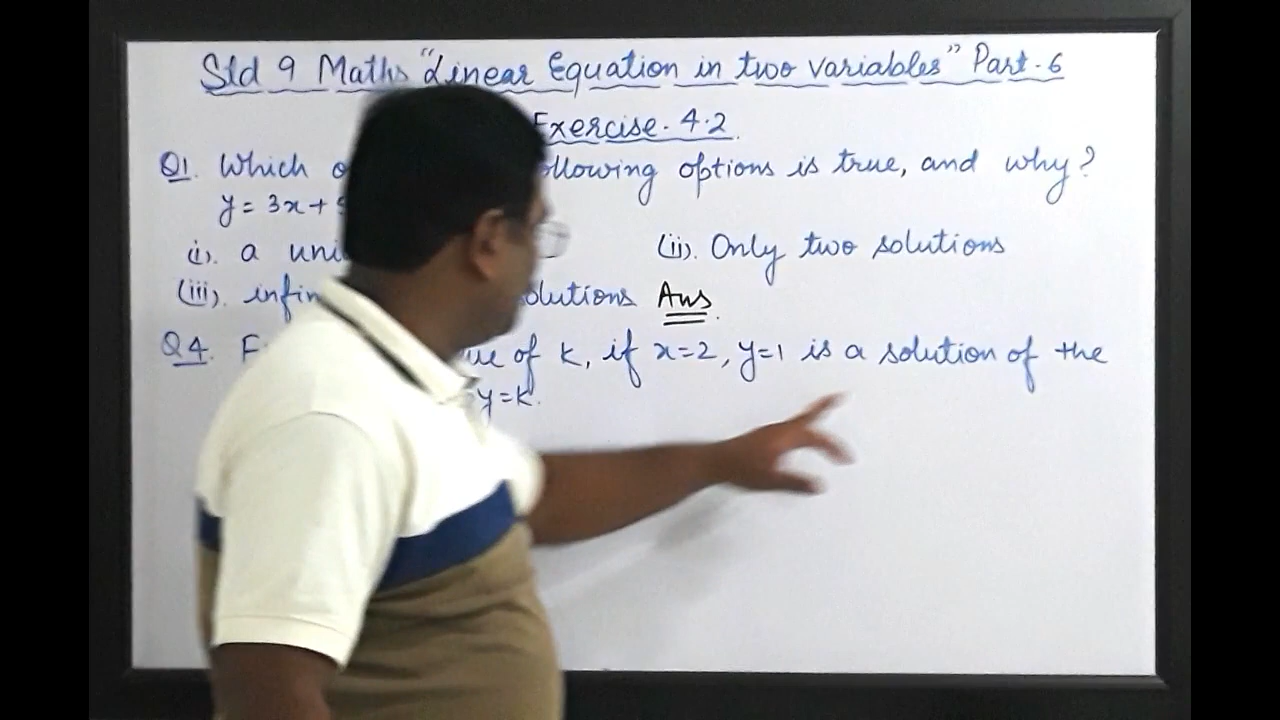 Std 9 Maths "Linear Equation in two variables" Part-6
Exercise-4.2.
Q1. Which ollowing options is true, and why?
y = 3x +
(i). a uni (ii). Only two solutions
(iii). infin olutions Ans.
Q4. F ue of k, if x=2, y=1 is a solution of the
y=k.